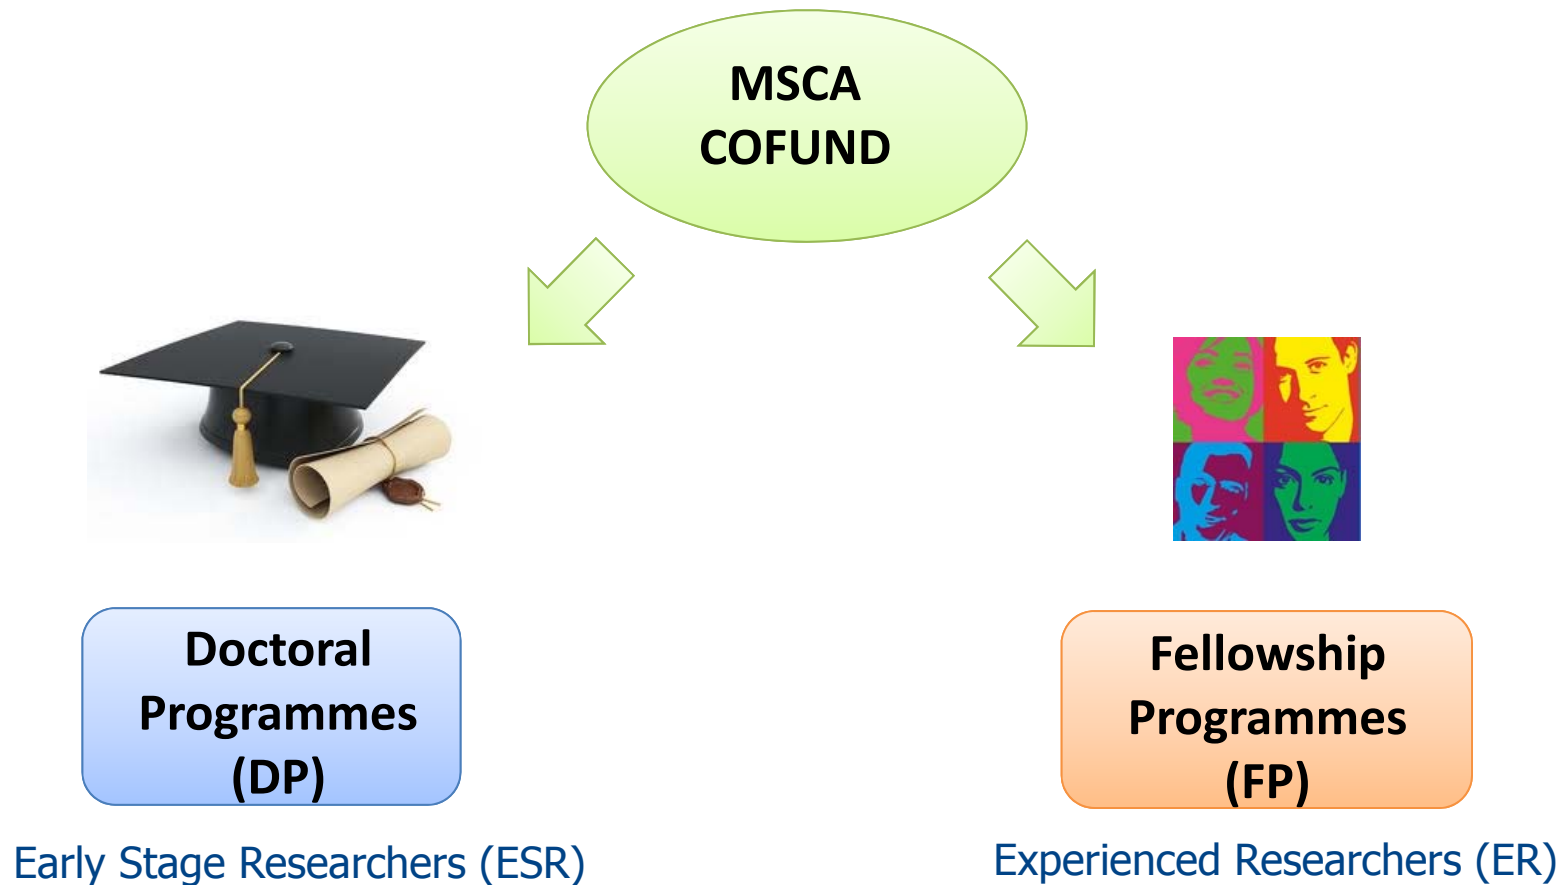 MSCA
COFUND
Doctoral
Programmes
(DP)
Early Stage Researchers (ESR)
Fellowship
Programmes
(FP)
Experienced Researchers (ER)